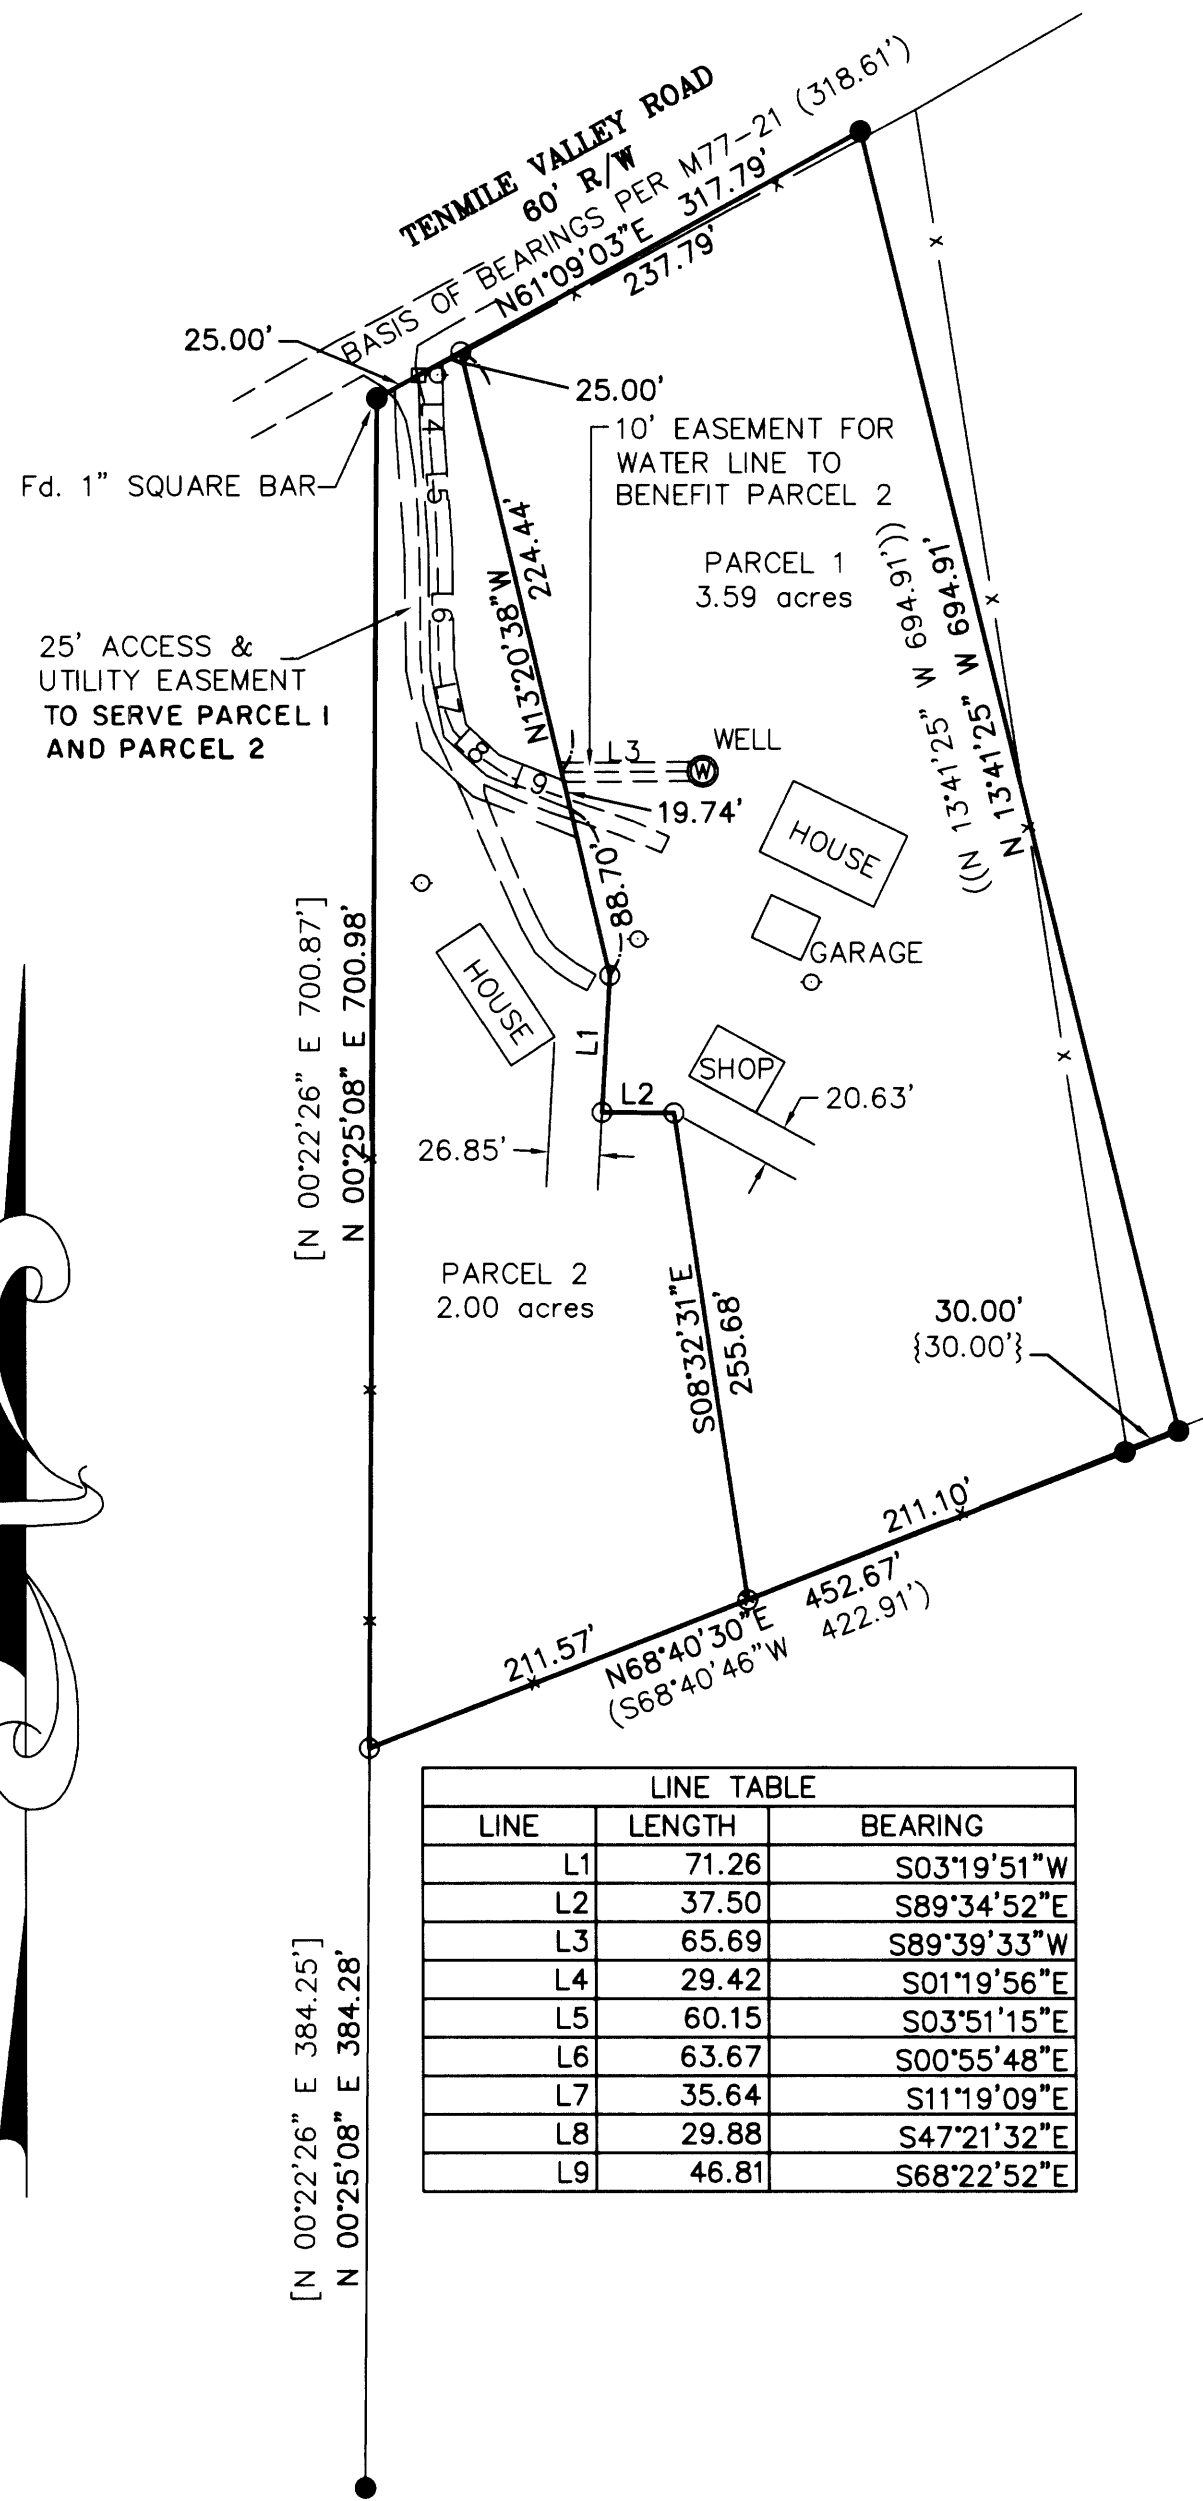 TENMILE VALLEY ROAD
60' R/W
BASIS OF BEARINGS PER M77-21 (318.61')
N61°09'03"E 317.79'
237.79'
25.00'
25.00'
Fd. 1" SQUARE BAR
10' EASEMENT FOR
WATER LINE TO
BENEFIT PARCEL 2
L4
L5
L6
L7
L8
L9
224.44'
N13°20'38"W
PARCEL 1
3.59 acres
((N 13°41'25" W 694.91'))
N 13°41'25" W 694.91'
25' ACCESS &
UTILITY EASEMENT
TO SERVE PARCEL 1
AND PARCEL 2
L3
WELL
W
19.74'
HOUSE
88.70'
GARAGE
HOUSE
[N 00°22'26" E 700.87']
N 00°25'08" E 700.98'
L1
SHOP
L2
20.63'
26.85'
PARCEL 2
2.00 acres
S08°32'31"E
255.68'
30.00'
{30.00'}
211.10'
452.67'
422.91')
211.57'
N68°40'30"E
(S68°40'46"W
LINE TABLE
LINE LENGTH BEARING
L1 71.26 S03°19'51"W
L2 37.50 S89°34'52"E
L3 65.69 S89°39'33"W
L4 29.42 S01°19'56"E
L5 60.15 S03°51'15"E
L6 63.67 S00°55'48"E
L7 35.64 S11°19'09"E
L8 29.88 S47°21'32"E
L9 46.81 S68°22'52"E
[N 00°22'26" E 384.25']
N 00°25'08" E 384.28'